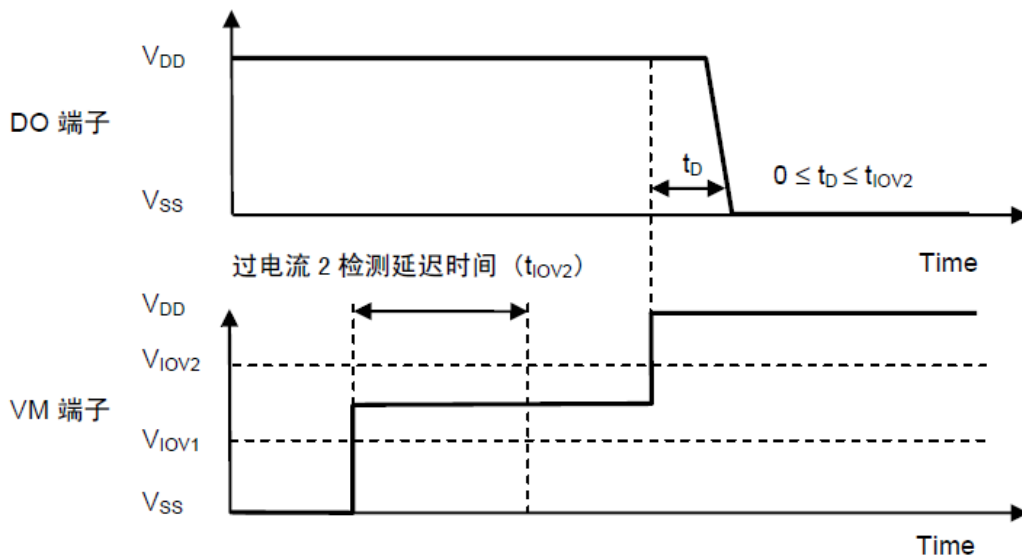 VDD
DO 端子
tD
0 ≤ tD ≤ tIOV2
VSS
Time
过电流 2 检测延迟时间（tIOV2）
VDD
VIOV2
VM 端子
VIOV1
VSS
Time